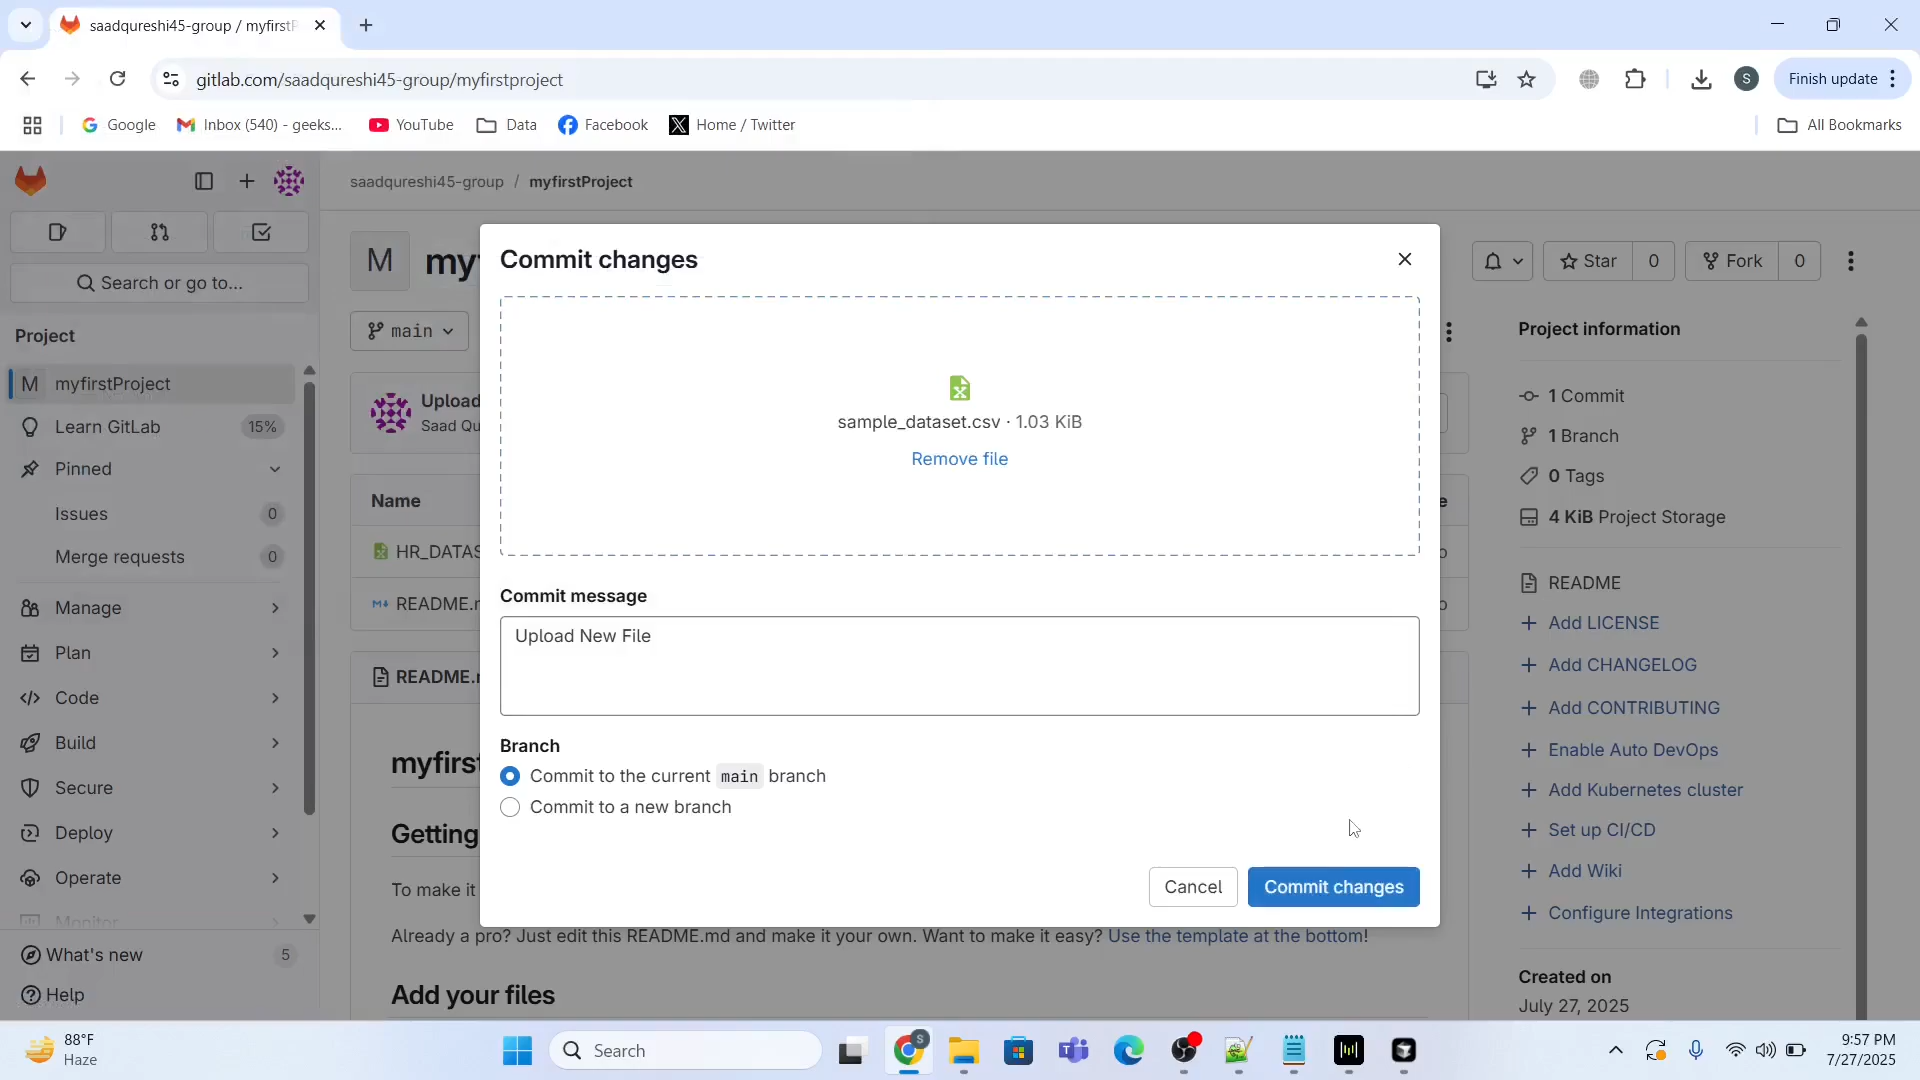 saadqureshi45-group / myfirstP
gitlab.com/saadqureshi45-group/myfirstproject
S
Finish update
Google
Inbox (540) - geeks...
YouTube
Data
Facebook
Home / Twitter
All Bookmarks
saadqureshi45-group / myfirstProject
Search or go to...
Project
M myfirstProject
Learn GitLab 15%
Pinned
Issues 0
Merge requests 0
Manage
Plan
Code
Build
Secure
Deploy
Operate
Monitor
What's new 5
Help
M my
main
Upload
Saad Qu
Name
HR_DATAS
README.
README.
myfirst
Getting
To make it
Already a pro? Just edit this README.md and make it your own. Want to make it easy? Use the template at the bottom!
Add your files
Commit changes
sample_dataset.csv · 1.03 KiB
Remove file
Commit message
Upload New File
Branch
Commit to the current main branch
Commit to a new branch
Cancel
Commit changes
Star 0
Fork 0
Project information
1 Commit
1 Branch
0 Tags
4 KiB Project Storage
README
Add LICENSE
Add CHANGELOG
Add CONTRIBUTING
Enable Auto DevOps
Add Kubernetes cluster
Set up CI/CD
Add Wiki
Configure Integrations
Created on
July 27, 2025
88°F
Haze
Search
S
9:57 PM
7/27/2025